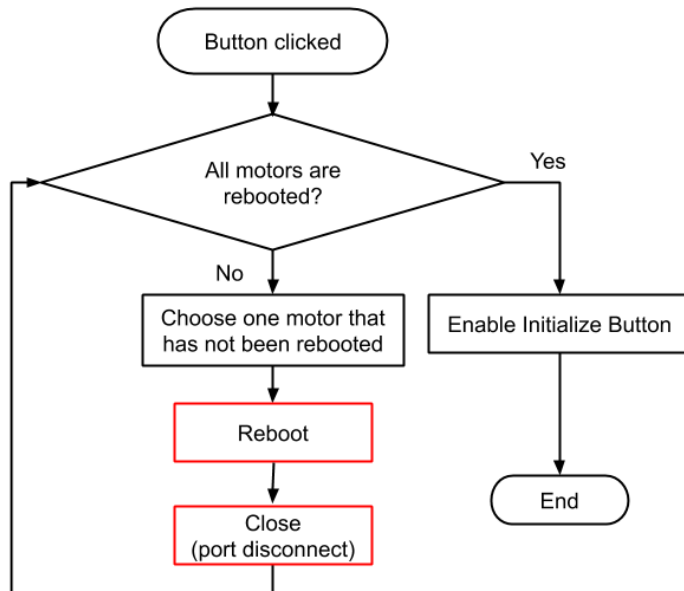 Button clicked
All motors are
rebooted?
Yes
No
Choose one motor that
has not been rebooted
Enable Initialize Button
Reboot
End
Close
(port disconnect)